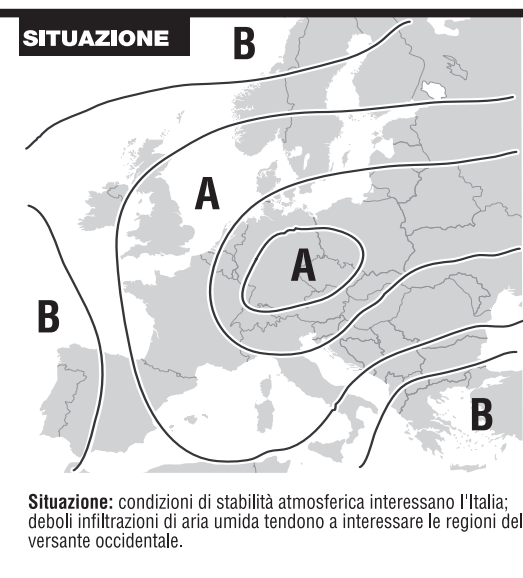 SITUAZIONE
B
A
A
B
B
Situazione: condizioni di stabilità atmosferica interessano l'Italia;
deboli infiltrazioni di aria umida tendono a interessare le regioni del
versante occidentale.